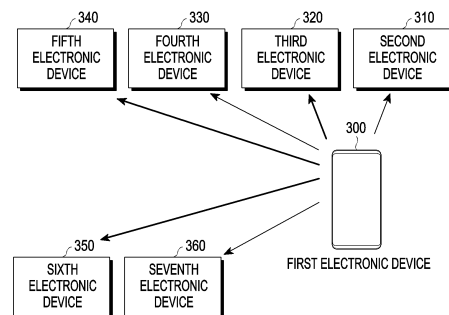 340
330
320
310
FIFTH
ELECTRONIC
DEVICE
FOURTH
ELECTRONIC
DEVICE
THIRD
ELECTRONIC
DEVICE
SECOND
ELECTRONIC
DEVICE
300
FIRST ELECTRONIC DEVICE
350
360
SIXTH
ELECTRONIC
DEVICE
SEVENTH
ELECTRONIC
DEVICE